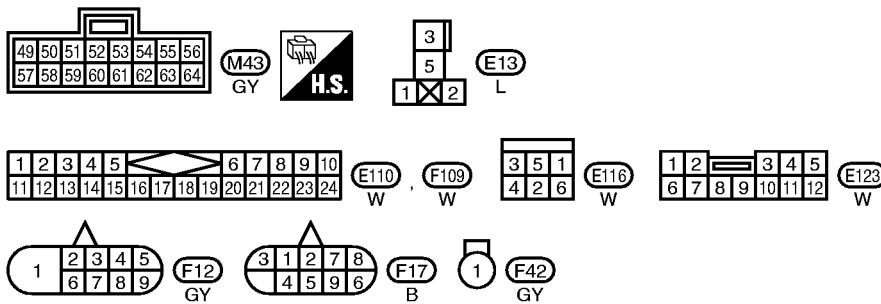 49 50 51 52 53 54 55 56
57 58 59 60 61 62 63 64
M43
GY
H.S.
3
5
1 2
E13
L
1 2 3 4 5 6 7 8 9 10
11 12 13 14 15 16 17 18 19 20 21 22 23 24
E110 , F109
W W
3 5 1
4 2 6
E116
W
1 2 3 4 5
6 7 8 9 10 11 12
E123
W
1
2 3 4 5
6 7 8 9
F12
GY
3 1 2 7 8
4 5 9 6
F17
B
1
F42
GY